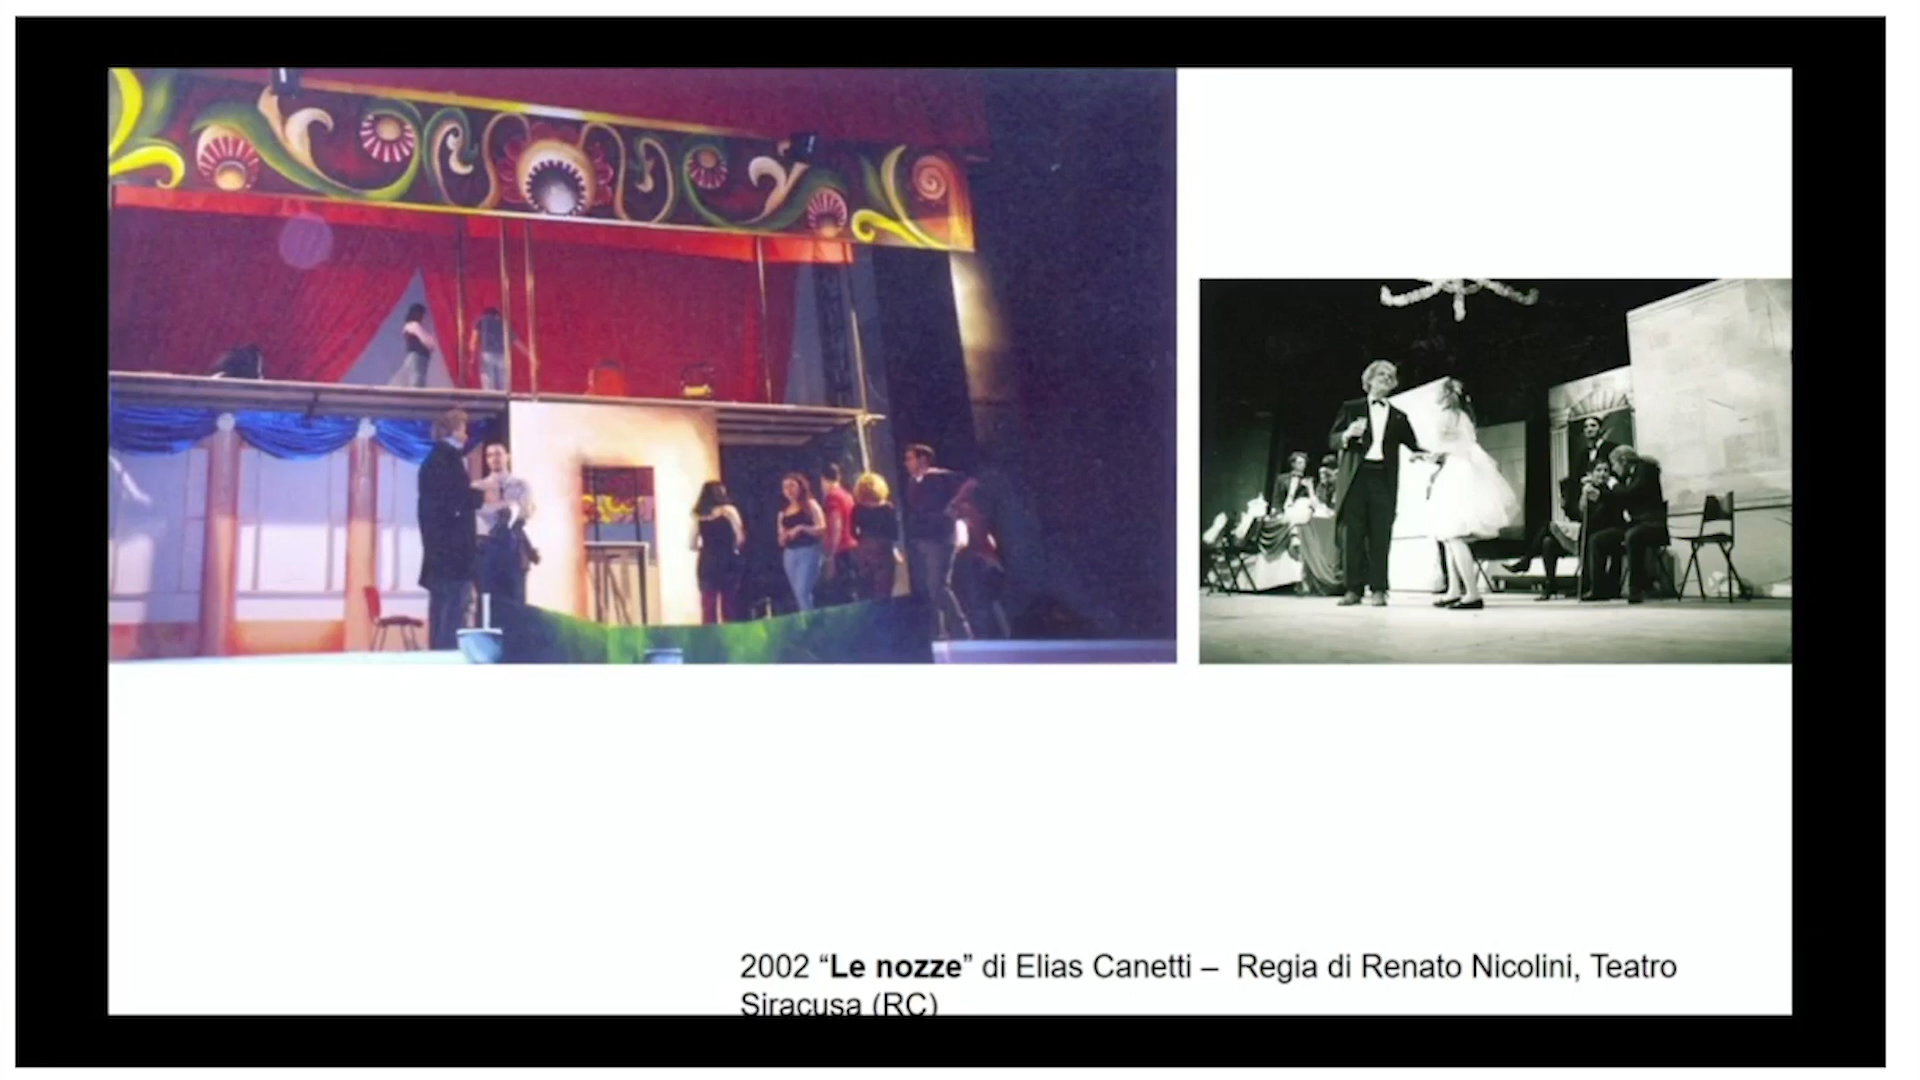 2002 “Le nozze” di Elias Canetti –  Regia di Renato Nicolini, Teatro
Siracusa (RC)